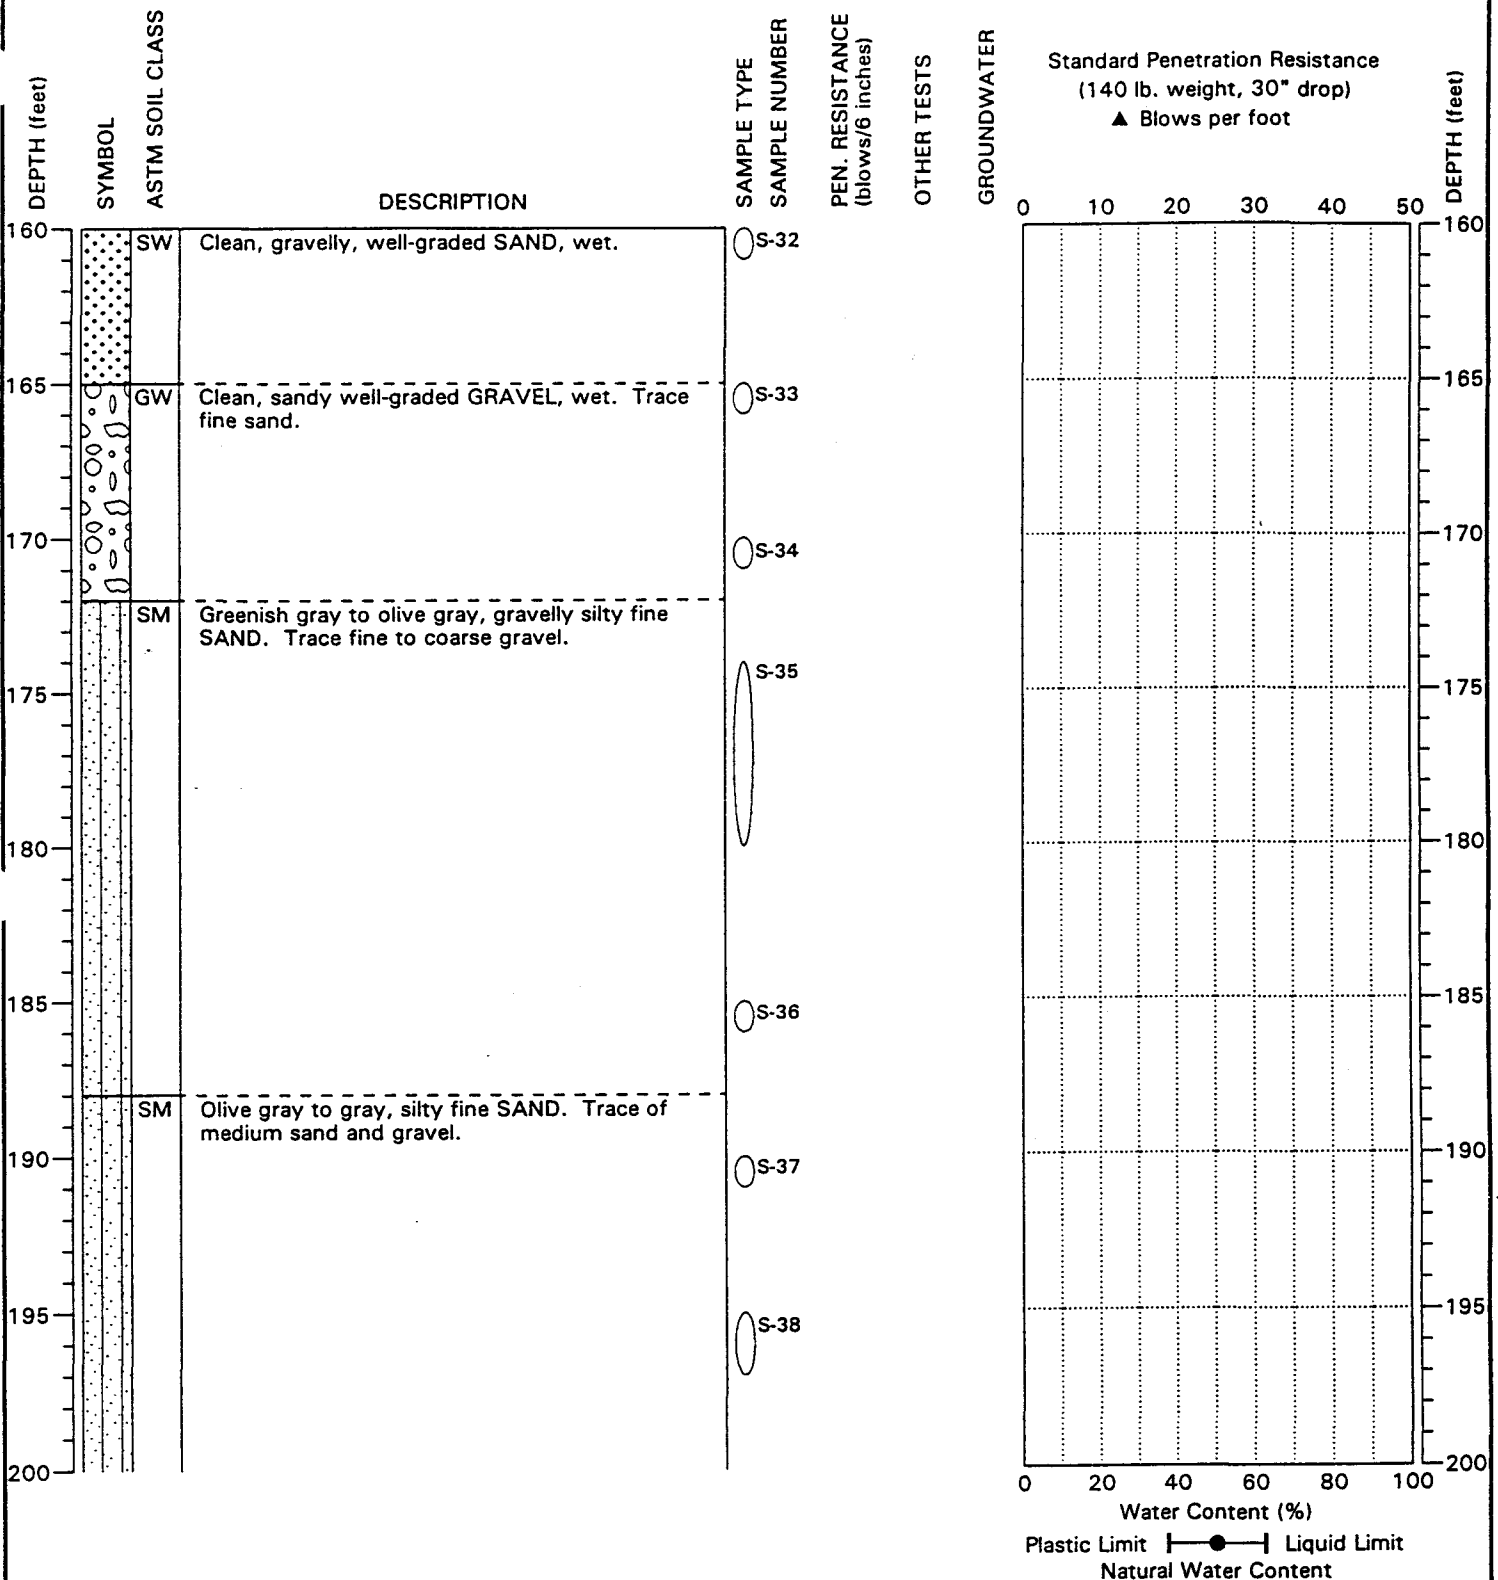 DEPTH (feet)
SYMBOL
ASTM SOIL CLASS
DESCRIPTION
SAMPLE TYPE
SAMPLE NUMBER
PEN. RESISTANCE
(blows/6 inches)
OTHER TESTS
GROUNDWATER
Standard Penetration Resistance
(140 lb. weight, 30" drop)
▲ Blows per foot
DEPTH (feet)
0 10 20 30 40 50
160 SW Clean, gravelly, well-graded SAND, wet. S-32 160
165 165
GW Clean, sandy well-graded GRAVEL, wet. Trace S-33
fine sand.
170 S-34 170
SM Greenish gray to olive gray, gravelly silty fine
SAND. Trace fine to coarse gravel.
S-35
175 175
180 180
185 S-36 185
SM Olive gray to gray, silty fine SAND. Trace of
medium sand and gravel.
190 S-37 190
195 S-38 195
200 200
0 20 40 60 80 100
Water Content (%)
Plastic Limit Liquid Limit
Natural Water Content